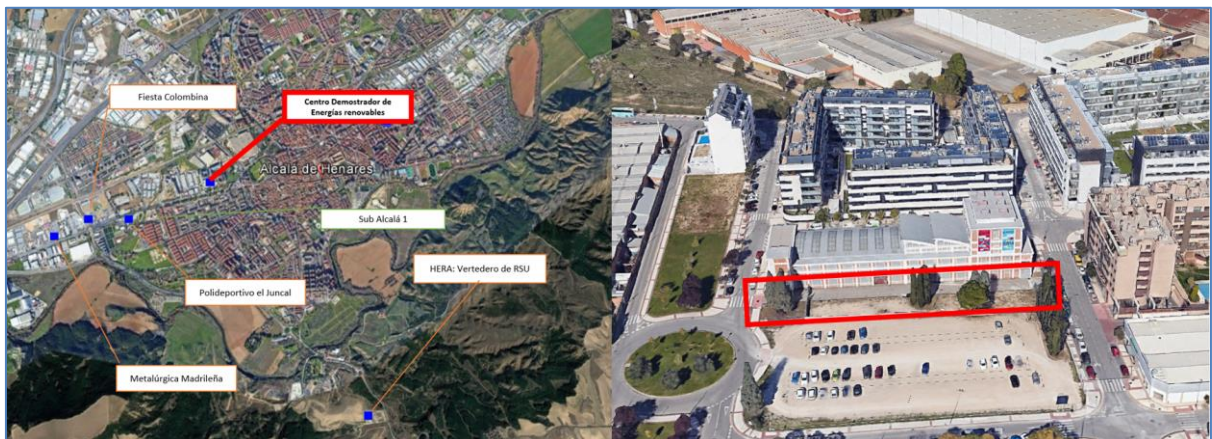 Fiesta Colombina
Centro Demostrador de
Energías renovables
Alcalá de Henares
Sub Alcalá 1
HERA: Vertedero de RSU
Polideportivo el Juncal
Metalúrgica Madrileña